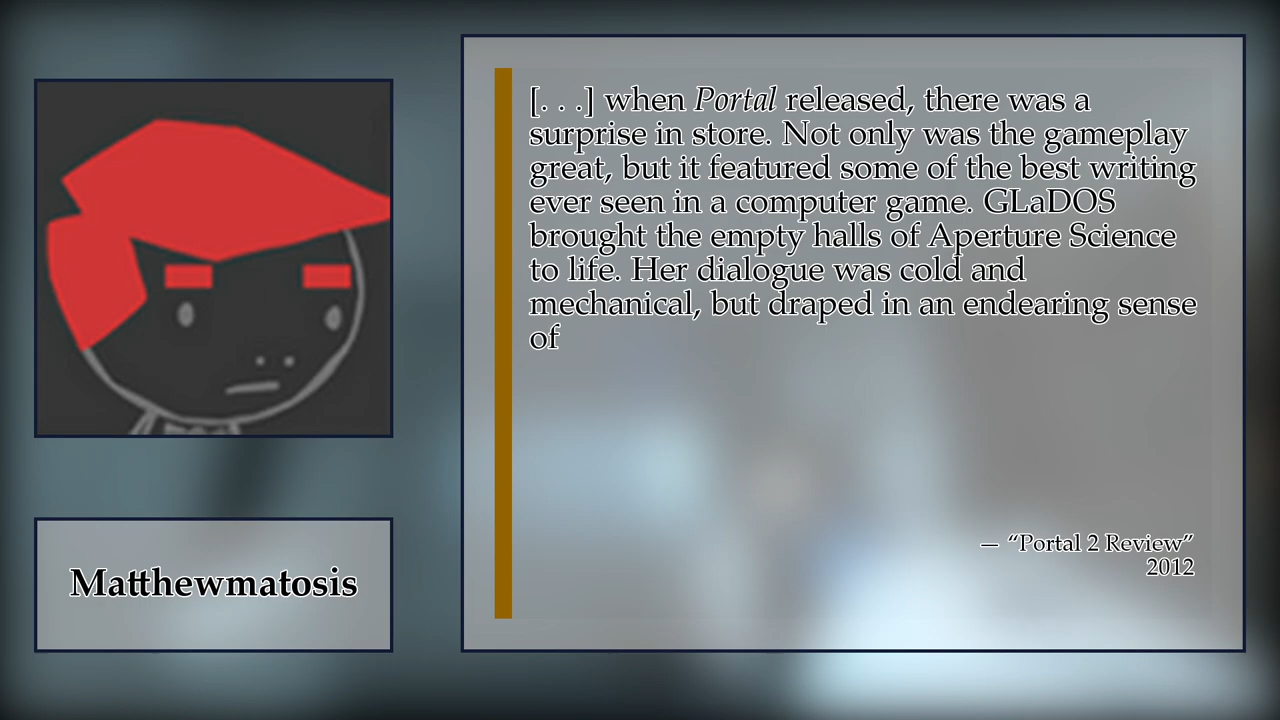 [. . .] when Portal released, there was a
surprise in store. Not only was the gameplay
great, but it featured some of the best writing
ever seen in a computer game. GLaDOS
brought the empty halls of Aperture Science
to life. Her dialogue was cold and
mechanical, but draped in an endearing sense
of
— “Portal 2 Review”
2012
Matthewmatosis